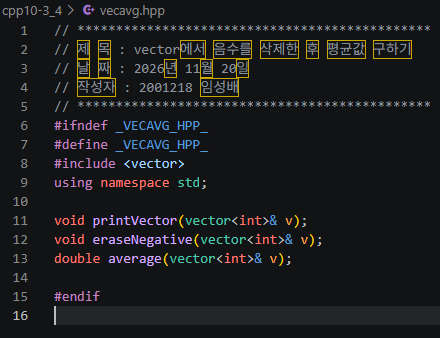 cpp10-3_4 > vecavg.hpp
1 // *********************************************
2 // 제 목 : vector에서 음수를 삭제한 후 평균값 구하기
3 // 날 짜 : 2026년 11월 20일
4 // 작성자 : 2001218 임성배
5 // *********************************************
6 #ifndef _VECAVG_HPP_
7 #define _VECAVG_HPP_
8 #include <vector>
9 using namespace std;
10
11 void printVector(vector<int>& v);
12 void eraseNegative(vector<int>& v);
13 double average(vector<int>& v);
14
15 #endif
16